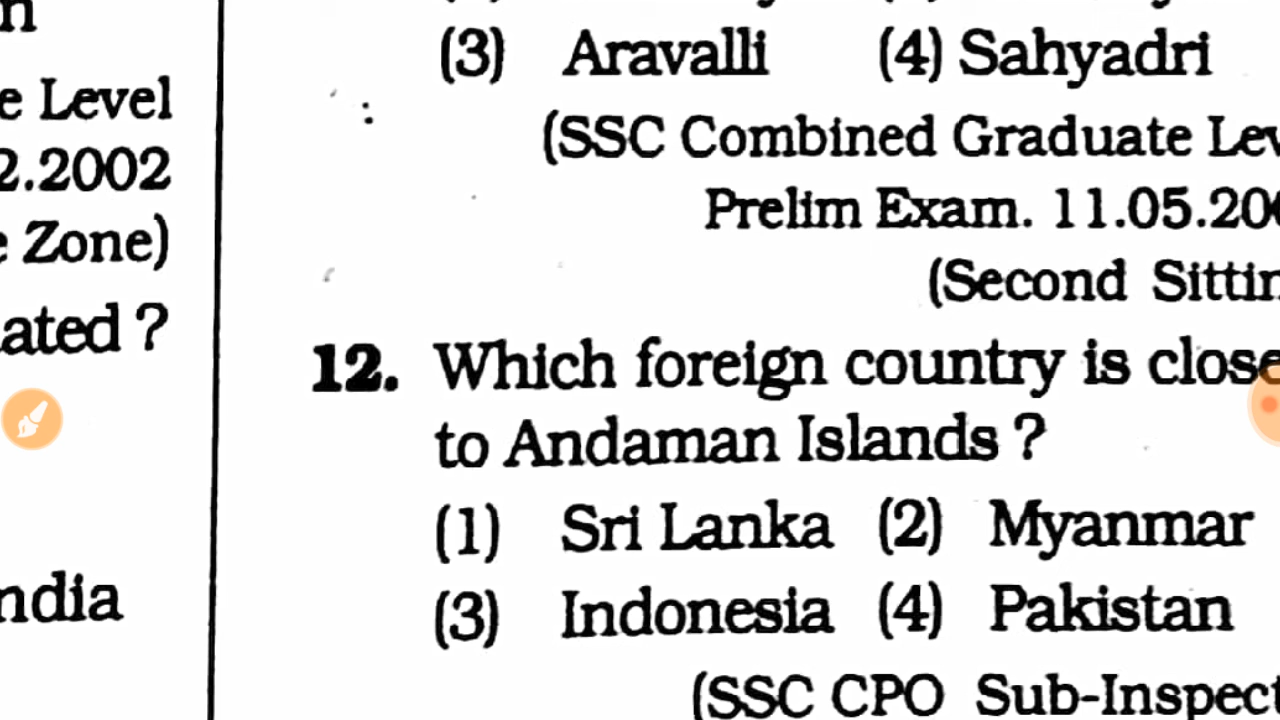 n
e Level
2.2002
e Zone)
ated ?
ndia
(3) Aravalli (4) Sahyadri
(SSC Combined Graduate Lev
Prelim Exam. 11.05.200
(Second Sittin
12. Which foreign country is close
to Andaman Islands ?
(1) Sri Lanka (2) Myanmar
(3) Indonesia (4) Pakistan
(SSC CPO Sub-Inspect